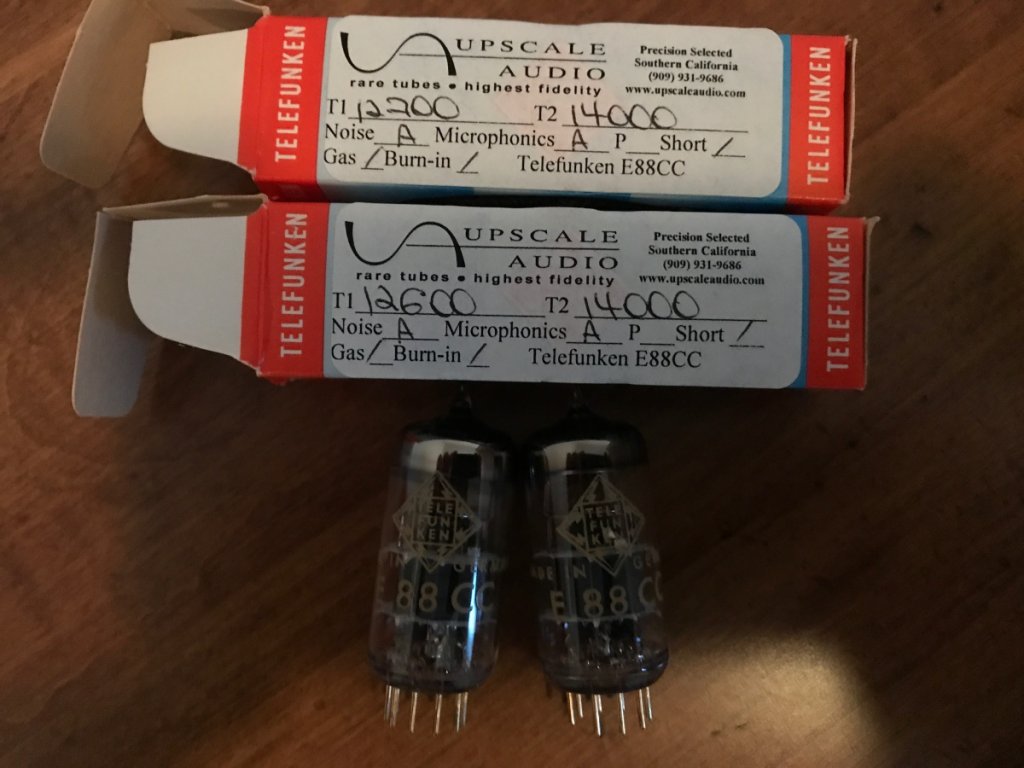 TELEFUNKEN
UPSCALE
AUDIO
rare tubes • highest fidelity
Precision Selected
Southern California
(909) 931-9686
www.upscaleaudio.com
T1 12200 T2 14000
Noise A Microphonics A P Short /
Gas / Burn-in / Telefunken E88CC
TELEFUNKEN
TELEFUNKEN
UPSCALE
AUDIO
rare tubes • highest fidelity
Precision Selected
Southern California
(909) 931-9686
www.upscaleaudio.com
T1 12600 T2 14000
Noise A Microphonics A P Short /
Gas / Burn-in / Telefunken E88CC
TELEFUNKEN
TELE
FUN
KEN
E 88 CC
TELE
FUN
KEN
E 88 CC